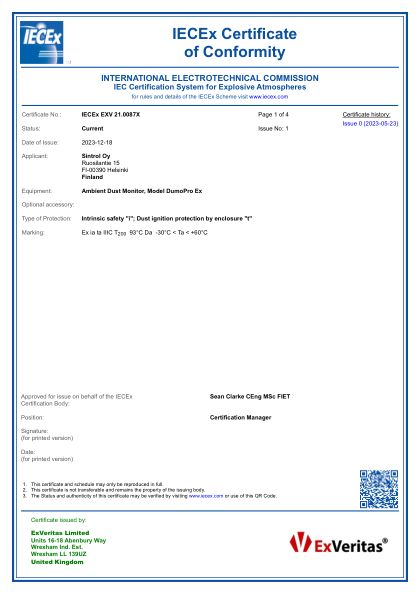 IECEx
IECEx Certificate
of Conformity
INTERNATIONAL ELECTROTECHNICAL COMMISSION
IEC Certification System for Explosive Atmospheres
for rules and details of the IECEx Scheme visit www.iecex.com
Certificate No.: IECEx EXV 21.0087X Page 1 of 4 Certificate history:
Issue 0 (2023-05-23)
Status: Current Issue No: 1
Date of Issue: 2023-12-18
Applicant: Sintrol Oy
Ruosilantie 15
FI-00390 Helsinki
Finland
Equipment: Ambient Dust Monitor, Model DumoPro Ex
Optional accessory:
Type of Protection: Intrinsic safety "i"; Dust ignition protection by enclosure "t"
Marking: Ex ia ta IIIC T200 93°C Da -30°C < Ta < +60°C
Approved for issue on behalf of the IECEx Sean Clarke CEng MSc FIET
Certification Body:
Position: Certification Manager
Signature:
(for printed version)
Date:
(for printed version)
1. This certificate and schedule may only be reproduced in full.
2. This certificate is not transferable and remains the property of the issuing body.
3. The Status and authenticity of this certificate may be verified by visiting www.iecex.com or use of this QR Code.
Certificate issued by:
ExVeritas Limited
Units 16-18 Abenbury Way
Wrexham Ind. Est.
Wrexham LL 139UZ
United Kingdom
ExVeritas®